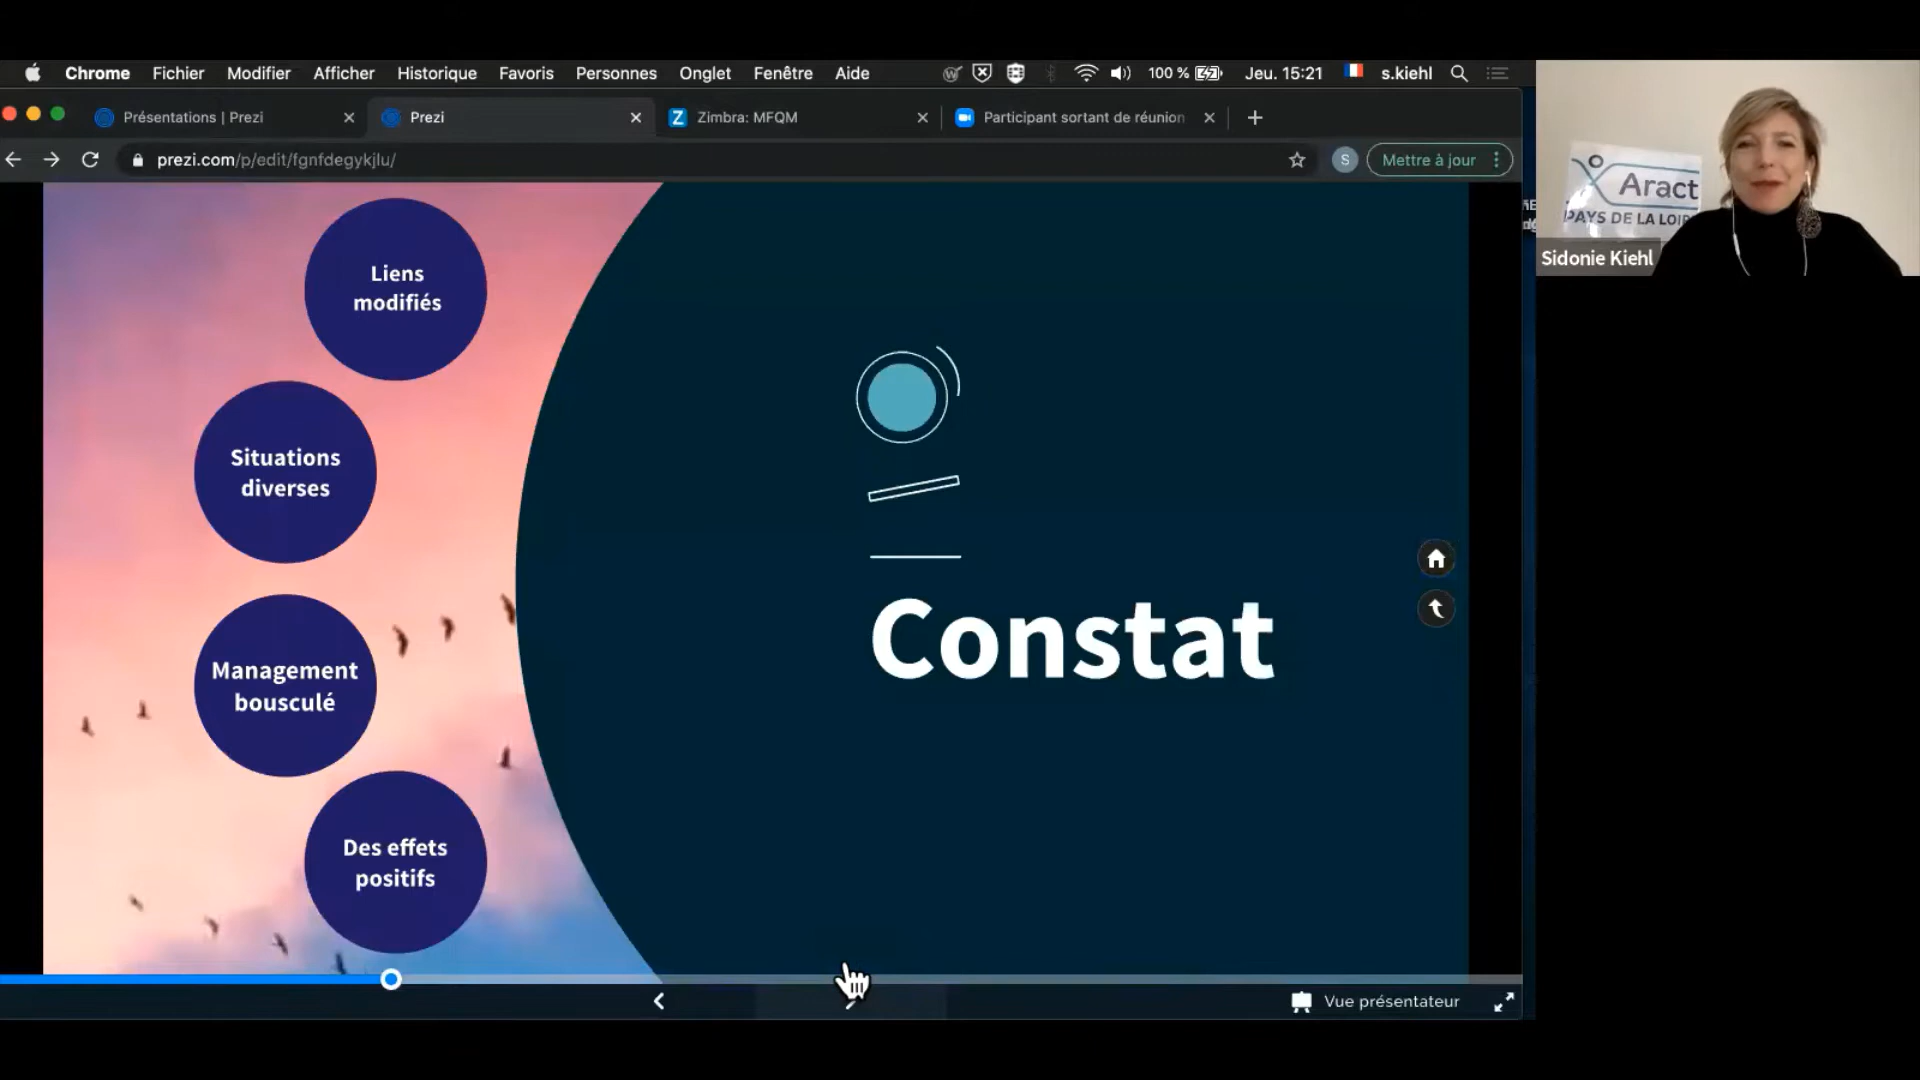 Chrome Fichier Modifier Afficher Historique Favoris Personnes Onglet Fenêtre Aide 100 % Jeu. 15:21 s.kiehl
Présentations | Prezi
Prezi
Zimbra: MFQM
Participant sortant de réunion
prezi.com/p/edit/fgnfdegykjlu/
S
Mettre à jour
Liens
modifiés
Situations
diverses
Management
bousculé
Des effets
positifs
Constat
Vue présentateur
Aract
PAYS DE LA LOIR
Sidonie Kiehl